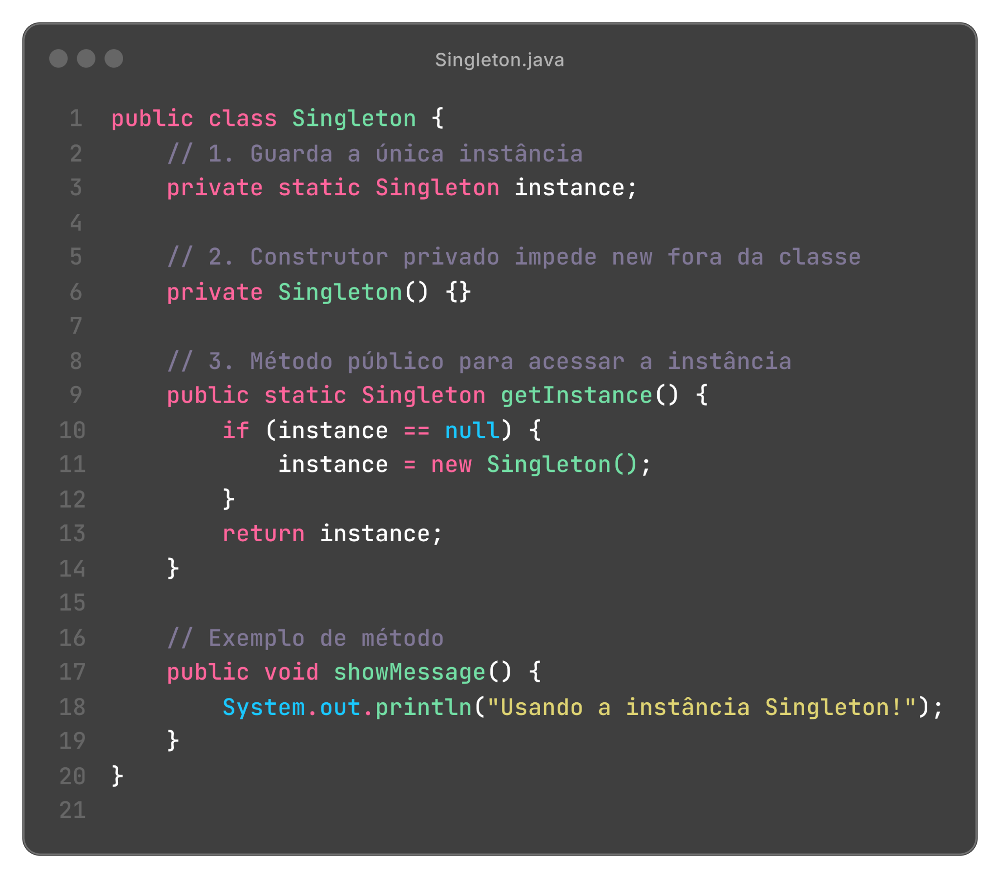 Singleton.java
1 public class Singleton {
2     // 1. Guarda a única instância
3     private static Singleton instance;
4
5     // 2. Construtor privado impede new fora da classe
6     private Singleton() {}
7
8     // 3. Método público para acessar a instância
9     public static Singleton getInstance() {
10         if (instance == null) {
11             instance = new Singleton();
12         }
13         return instance;
14     }
15
16     // Exemplo de método
17     public void showMessage() {
18         System.out.println("Usando a instância Singleton!");
19     }
20 }
21